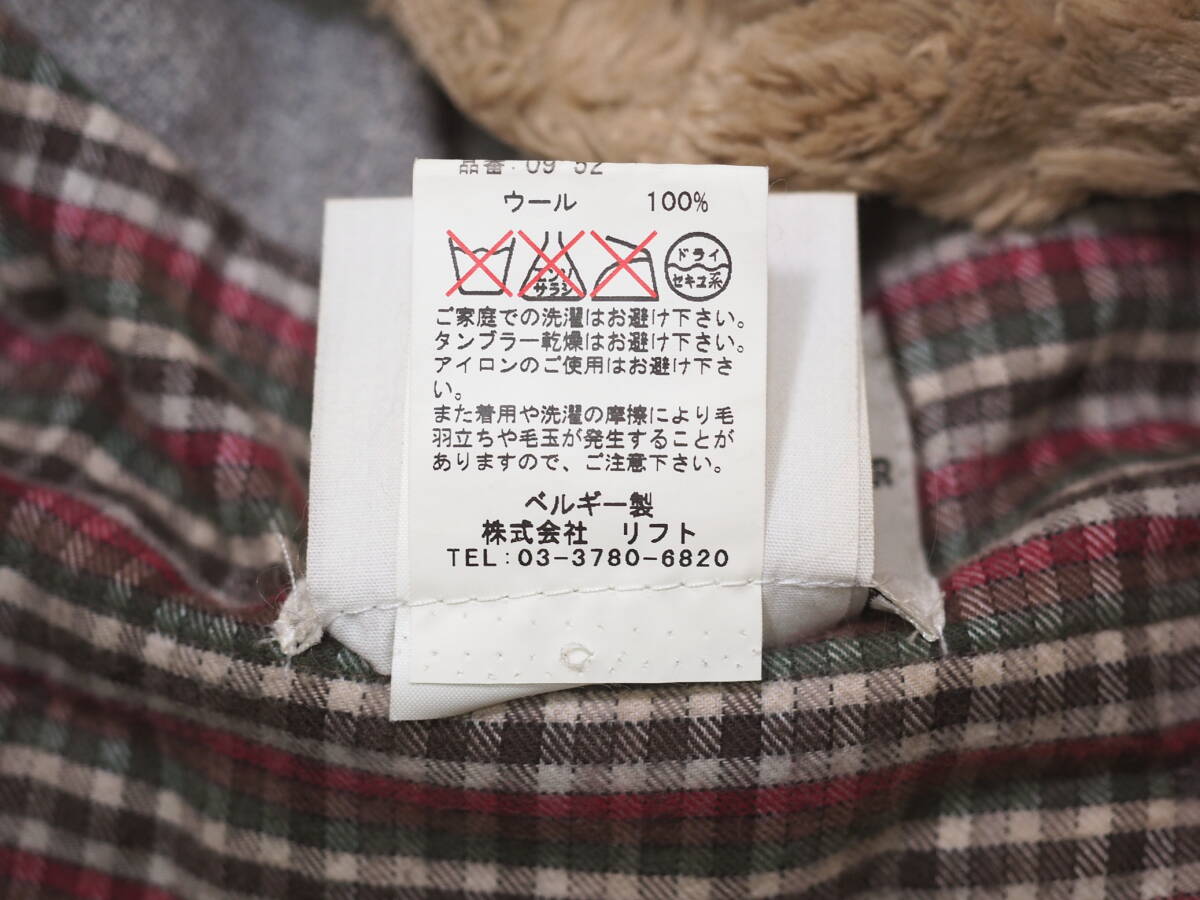 品番:09 52
ウール 100%
エンソ
サラシ
ドライ
セキユ系
ご家庭での洗濯はお避け下さい。
タンブラー乾燥はお避け下さい。
アイロンのご使用はお避け下さ
い。
また着用や洗濯の摩擦により毛
羽立ちや毛玉が発生することが
ありますので、ご注意下さい。
ベルギー製
株式会社 リフト
TEL:03-3780-6820
R